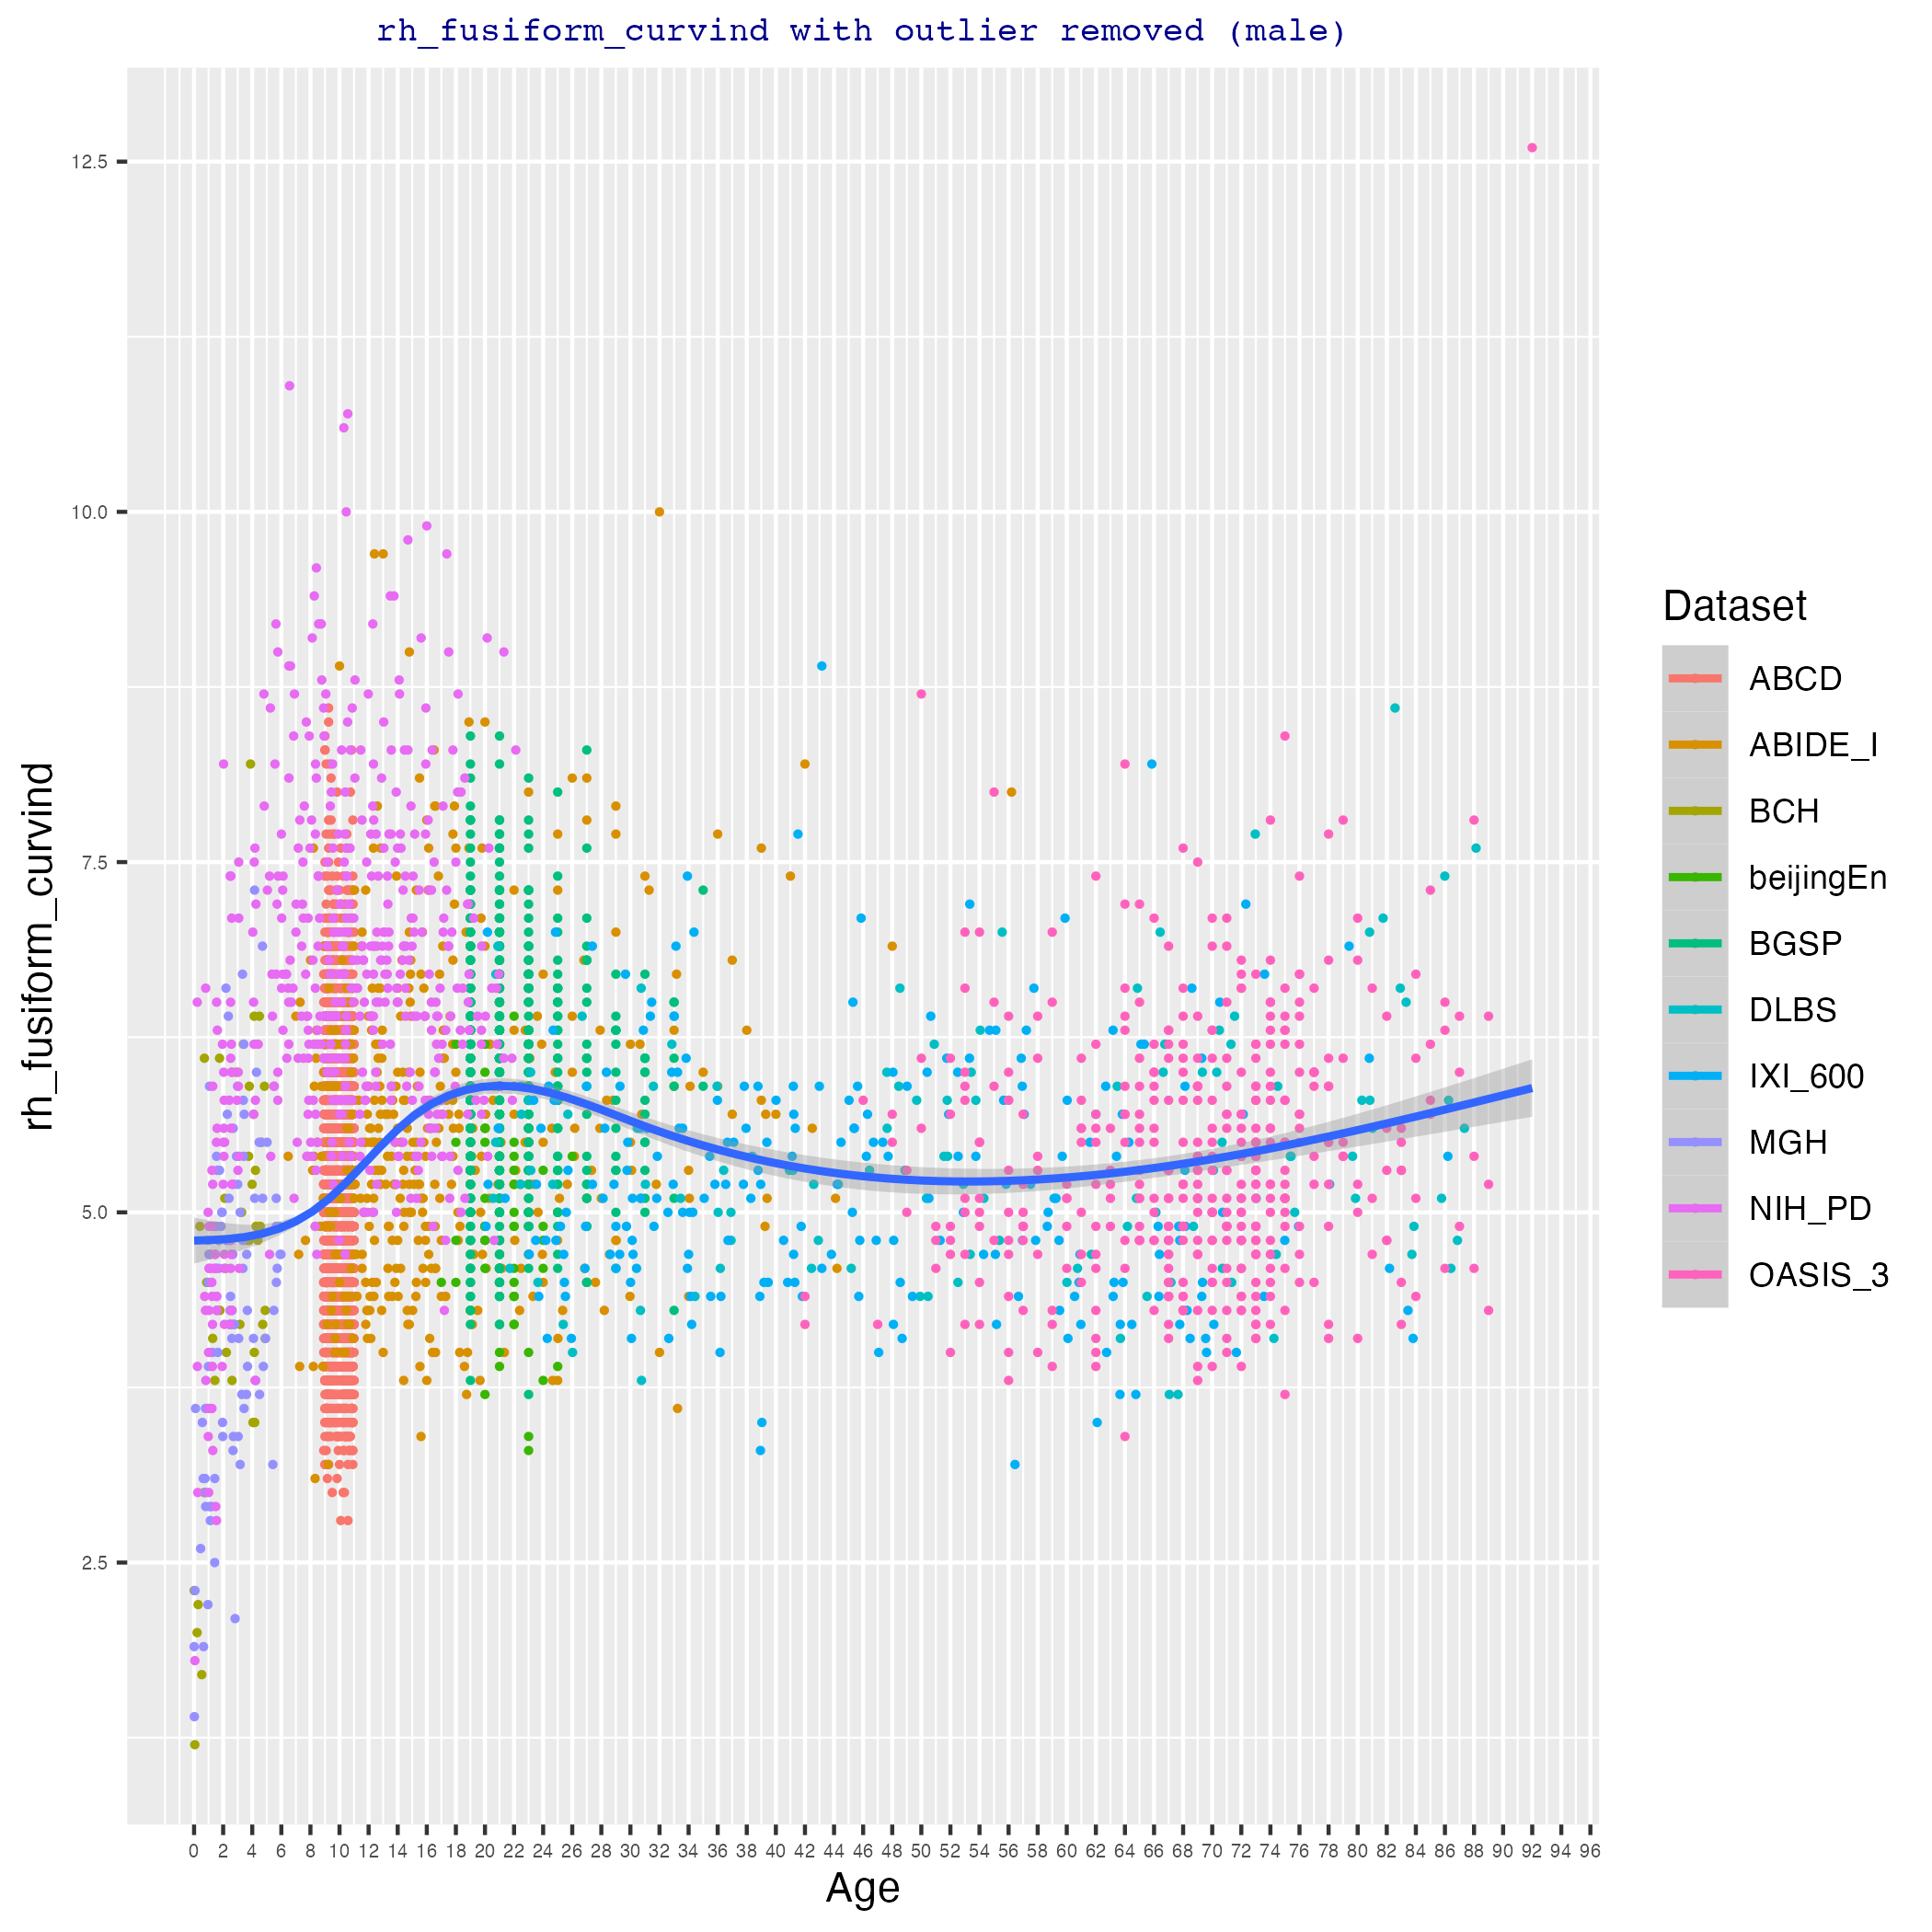 rh_fusiform_curvind with outlier removed (male)
rh_fusiform_curvind
12.5
10.0
7.5
5.0
2.5
0 2 4 6 8 10 12 14 16 18 20 22 24 26 28 30 32 34 36 38 40 42 44 46 48 50 52 54 56 58 60 62 64 66 68 70 72 74 76 78 80 82 84 86 88 90 92 94 96
Age
Dataset
ABCD
ABIDE_I
BCH
beijingEn
BGSP
DLBS
IXI_600
MGH
NIH_PD
OASIS_3